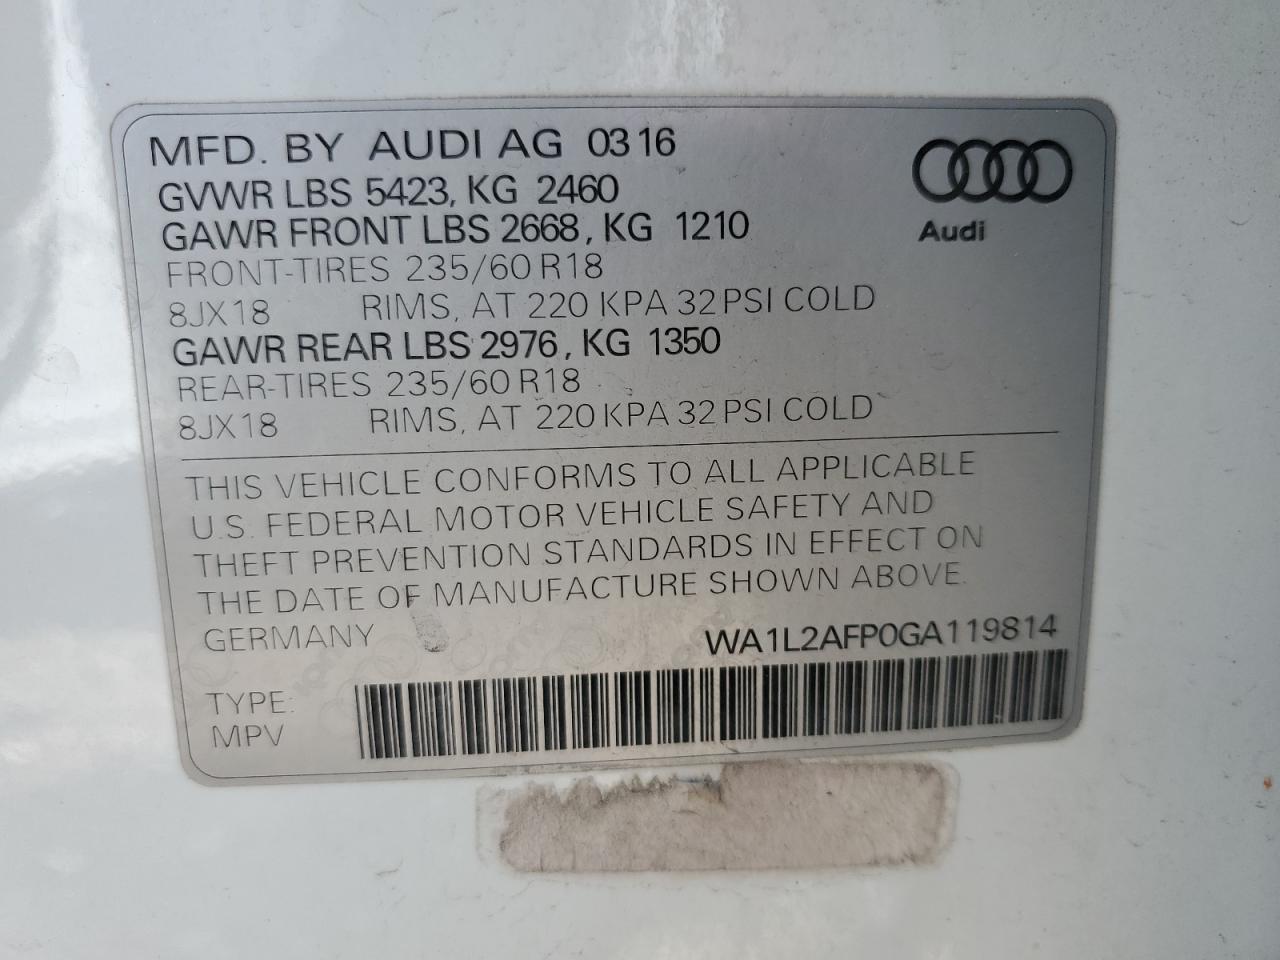 MFD. BY AUDI AG 03 16
GVWR LBS 5423, KG 2460
GAWR FRONT LBS 2668, KG 1210
FRONT-TIRES 235/60 R18
8JX18 RIMS, AT 220 KPA 32 PSI COLD
GAWR REAR LBS 2976, KG 1350
REAR-TIRES 235/60 R18
8JX18 RIMS, AT 220 KPA 32 PSI COLD
Audi
THIS VEHICLE CONFORMS TO ALL APPLICABLE
U.S. FEDERAL MOTOR VEHICLE SAFETY AND
THEFT PREVENTION STANDARDS IN EFFECT ON
THE DATE OF MANUFACTURE SHOWN ABOVE.
GERMANY WA1L2AFP0GA119814
TYPE:
MPV